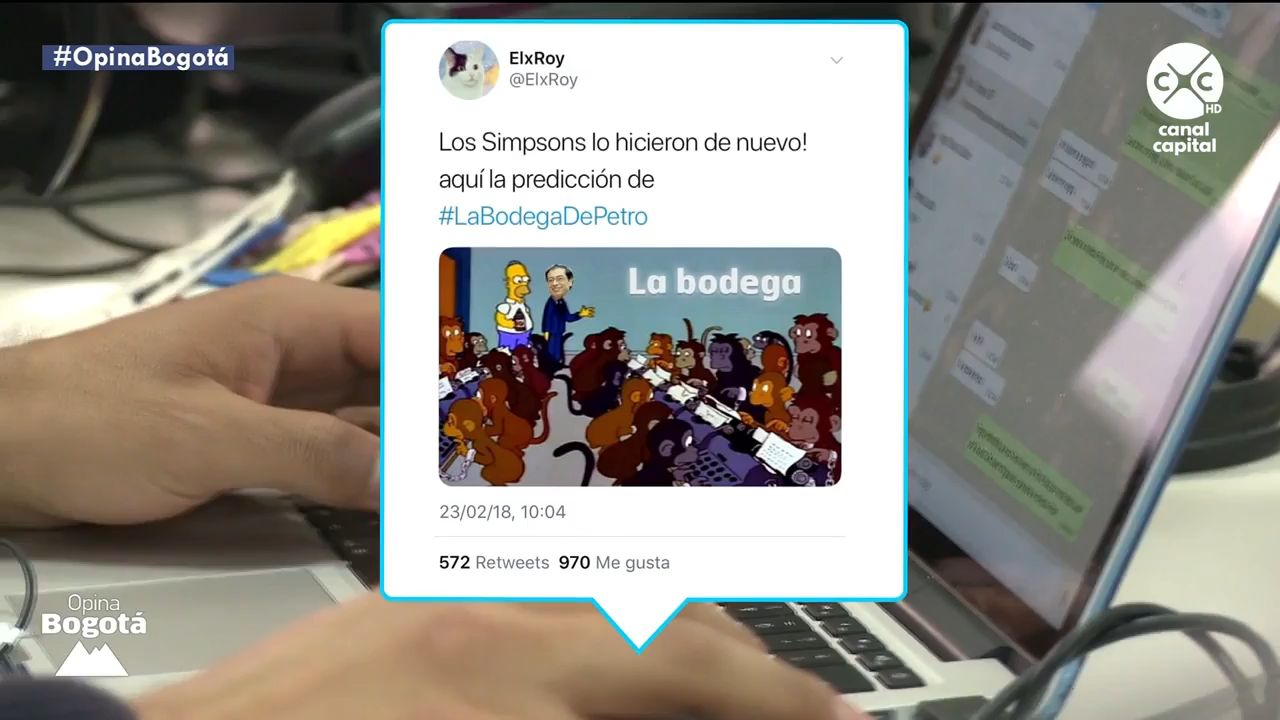 #OpinaBogotá
ElxRoy
@ElxRoy
CXC
HD
canal
capital
Los Simpsons lo hicieron de nuevo!
aquí la predicción de
#LaBodegaDePetro
La bodega
23/02/18, 10:04
572 Retweets 970 Me gusta
Opina
Bogotá